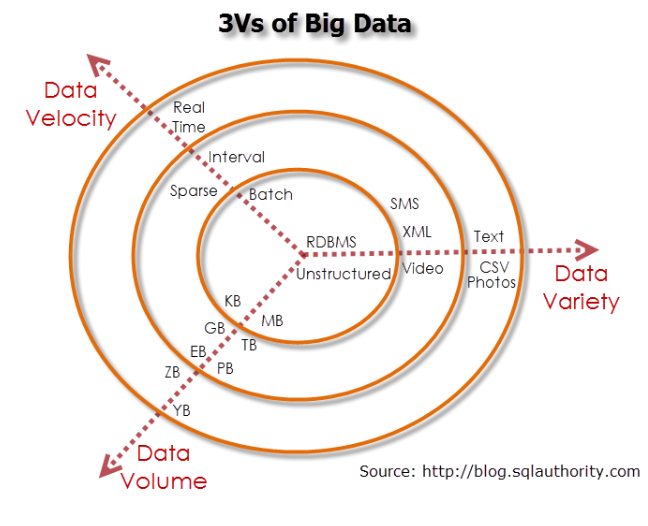 3Vs of Big Data
Data
Velocity
Real
Time
Interval
Sparse
Batch
SMS
XML
RDBMS
Text
Unstructured
Video
CSV
Photos
Data
Variety
KB
MB
GB
TB
EB
PB
ZB
YB
Data
Volume
Source: http://blog.sqlauthority.com